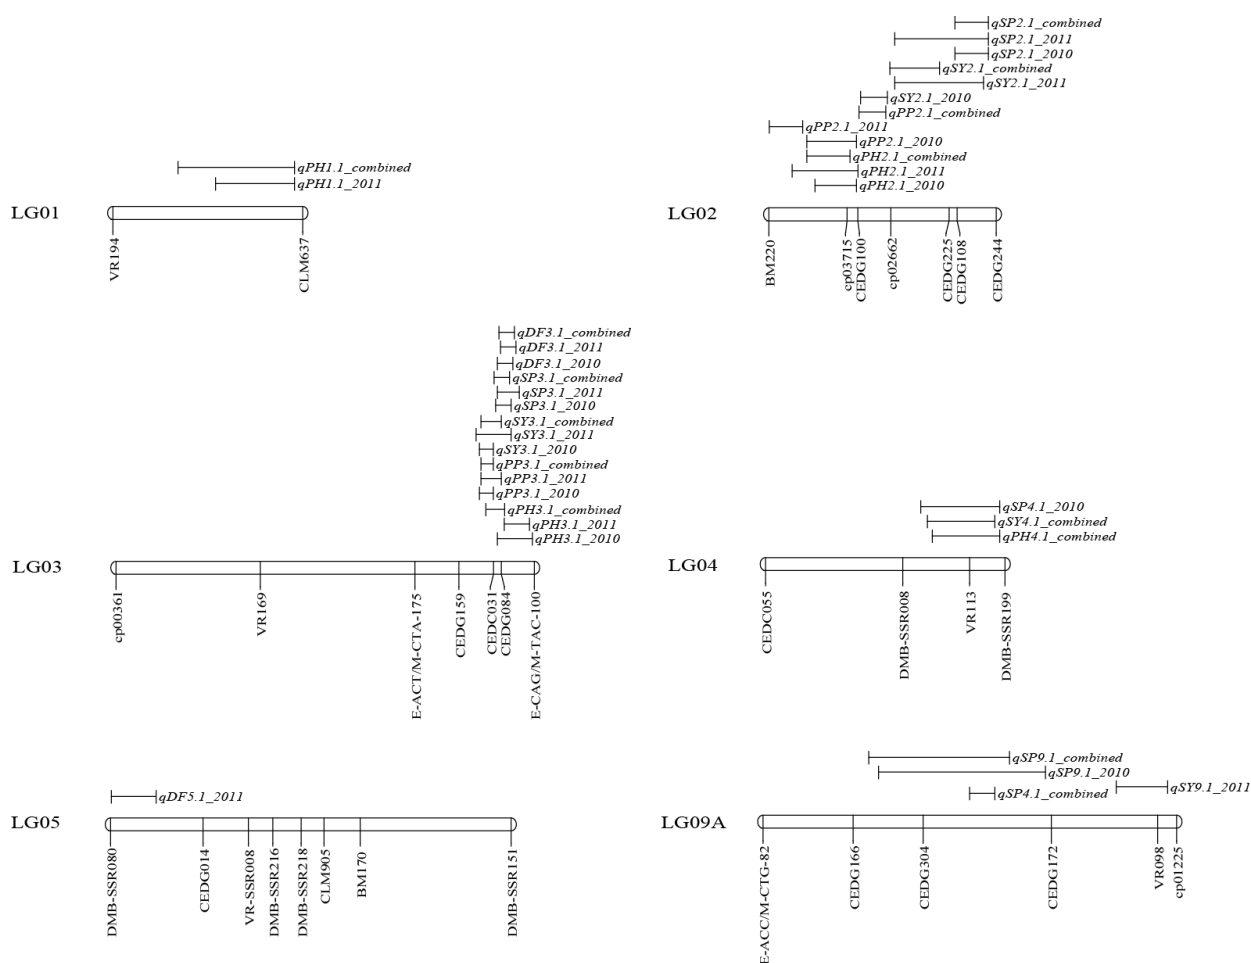 qPH1.1_combined
qPH1.1_2011
LG01
VR194
CLM637
qSP2.1_combined
qSP2.1_2011
qSP2.1_2010
qSY2.1_combined
qSY2.1_2011
qSY2.1_2010
qPP2.1_combined
qPP2.1_2011
qPP2.1_2010
qPH2.1_combined
qPH2.1_2011
qPH2.1_2010
LG02
BM220
cp03715
CEDG100
cp02662
CEDG225
CEDG108
CEDG244
qDF3.1_combined
qDF3.1_2011
qDF3.1_2010
qSP3.1_combined
qSP3.1_2011
qSP3.1_2010
qSY3.1_combined
qSY3.1_2011
qSY3.1_2010
qPP3.1_combined
qPP3.1_2011
qPP3.1_2010
qPH3.1_combined
qPH3.1_2011
qPH3.1_2010
LG03
cp00361
VR169
E-ACT/M-CTA-175
CEDG159
CEDC031
CEDG084
E-CAG/M-TAC-100
qSP4.1_2010
qSY4.1_combined
qPH4.1_combined
LG04
CEDC055
DMB-SSR008
VR113
DMB-SSR199
qDF5.1_2011
LG05
DMB-SSR080
CEDG014
VR-SSR008
DMB-SSR216
DMB-SSR218
CLM905
BM170
DMB-SSR151
qSP9.1_combined
qSP9.1_2010
qSY9.1_2011
qSP4.1_combined
LG09A
E-ACC/M-CTG-82
CEDG166
CEDG304
CEDG172
VR098
cp01225